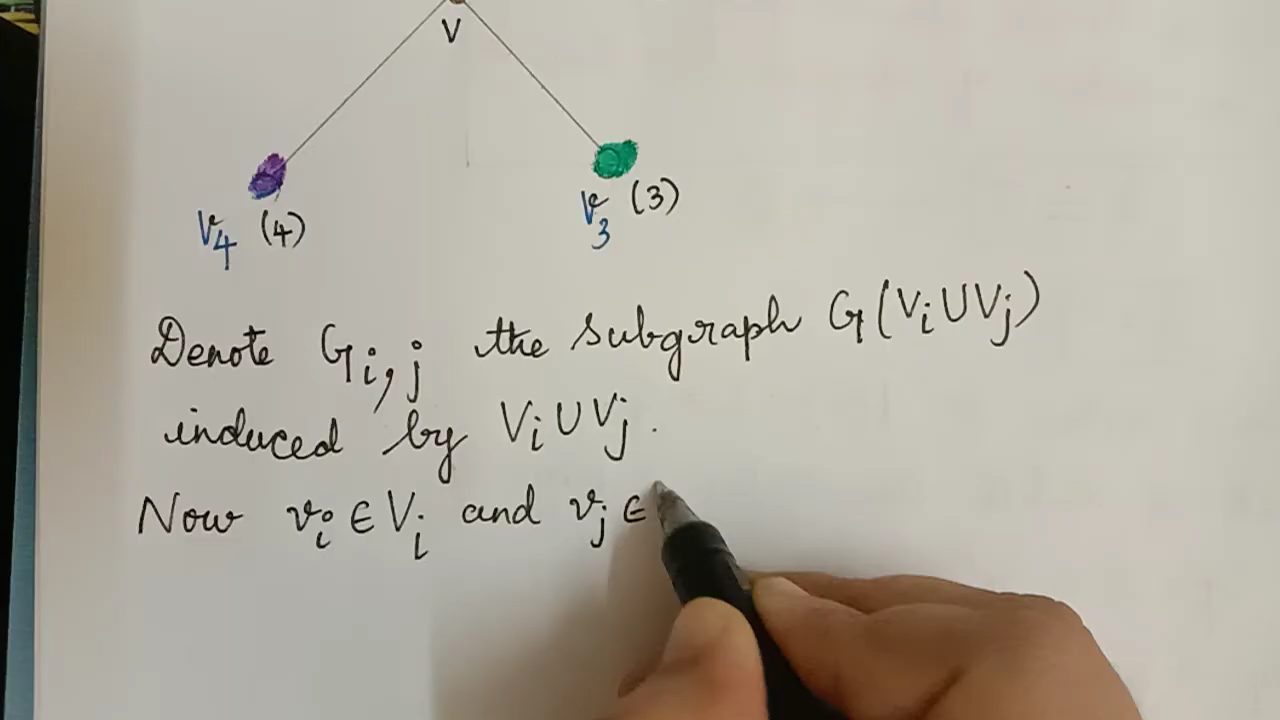 V
V₄ (4)
V₃ (3)
Denote Gᵢ,ⱼ the subgraph G(Vᵢ∪Vⱼ)
induced by Vᵢ∪Vⱼ.
Now vᵢ∈Vᵢ and vⱼ∈